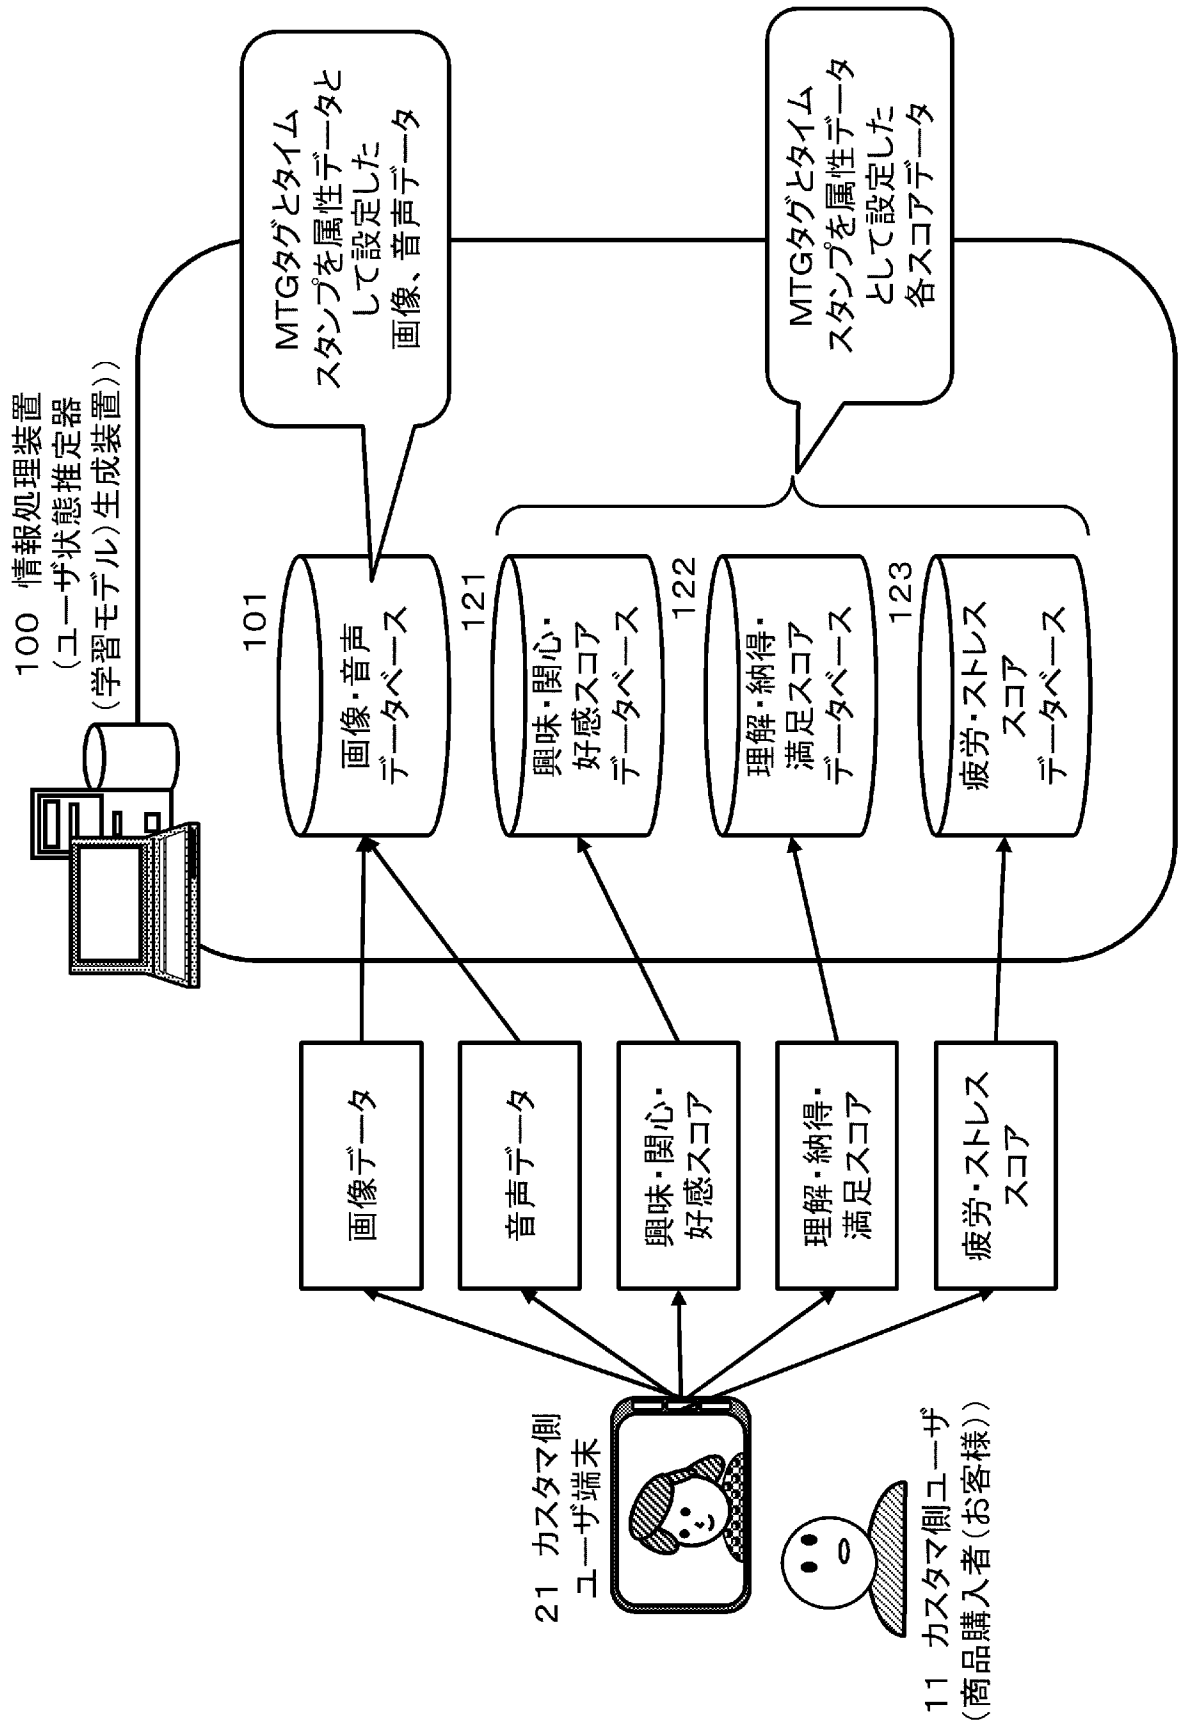 100 情報処理装置
(ユーザ状態推定器
(学習モデル)生成装置))
21 カスタマ側
ユーザ端末
11 カスタマ側ユーザ
(商品購入者(お客様))
画像データ
音声データ
興味・関心・
好感スコア
理解・納得・
満足スコア
疲労・ストレス
スコア
101
画像・音声
データベース
121
興味・関心・
好感スコア
データベース
122
理解・納得・
満足スコア
データベース
123
疲労・ストレス
スコア
データベース
MTGタグとタイム
スタンプを属性データと
して設定した
画像、音声データ
MTGタグとタイム
スタンプを属性データ
として設定した
各スコアデータ